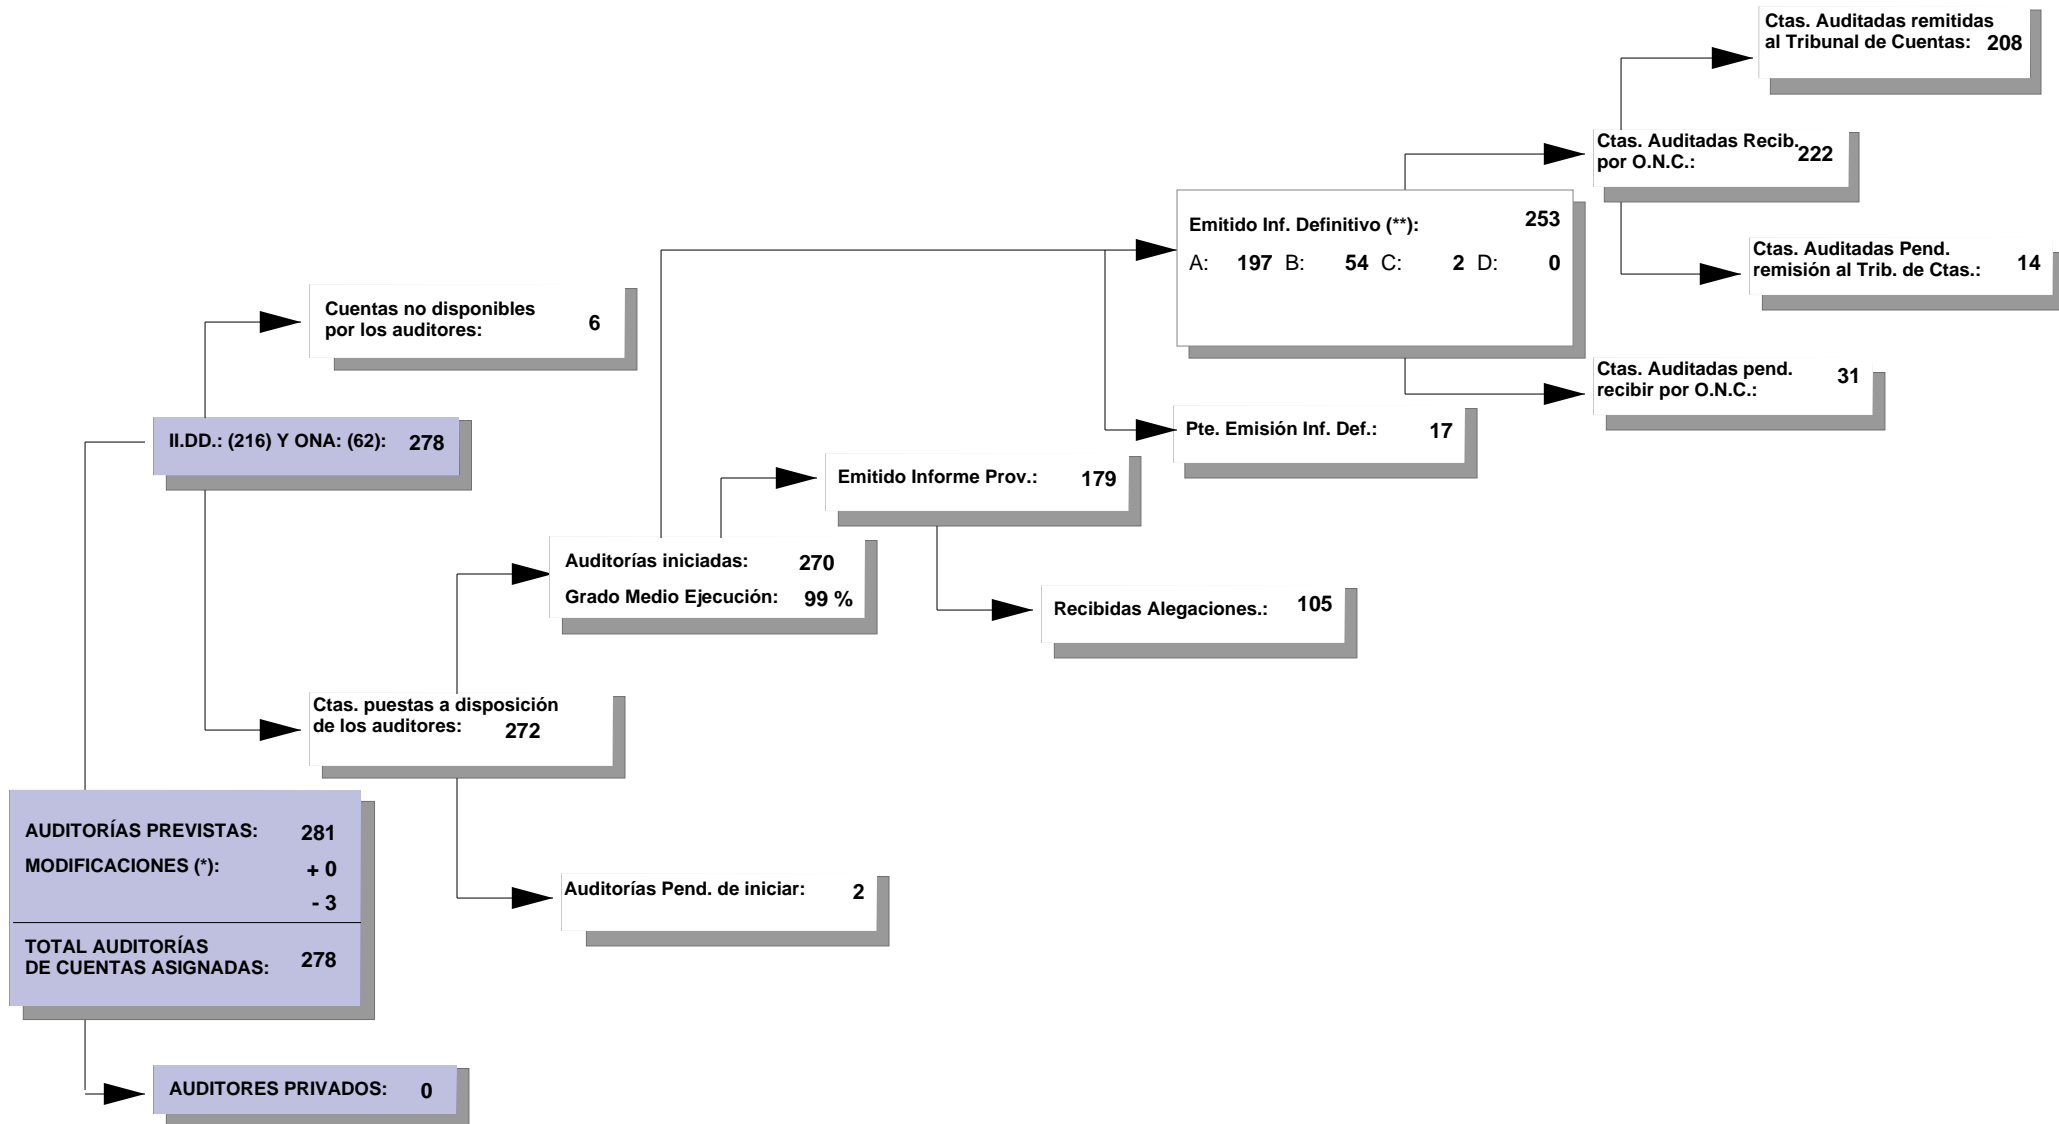 Ctas. Auditadas remitidas
al Tribunal de Cuentas: 208
Ctas. Auditadas Recib.
por O.N.C.: 222
Emitido Inf. Definitivo (**): 253
A: 197 B: 54 C: 2 D: 0
Ctas. Auditadas Pend.
remisión al Trib. de Ctas.: 14
Cuentas no disponibles
por los auditores: 6
Ctas. Auditadas pend.
recibir por O.N.C.: 31
II.DD.: (216) Y ONA: (62): 278
Pte. Emisión Inf. Def.: 17
Emitido Informe Prov.: 179
Auditorías iniciadas: 270
Grado Medio Ejecución: 99 %
Recibidas Alegaciones.: 105
Ctas. puestas a disposición
de los auditores: 272
AUDITORÍAS PREVISTAS: 281
MODIFICACIONES (*): + 0
- 3
TOTAL AUDITORÍAS
DE CUENTAS ASIGNADAS: 278
Auditorías Pend. de iniciar: 2
AUDITORES PRIVADOS: 0